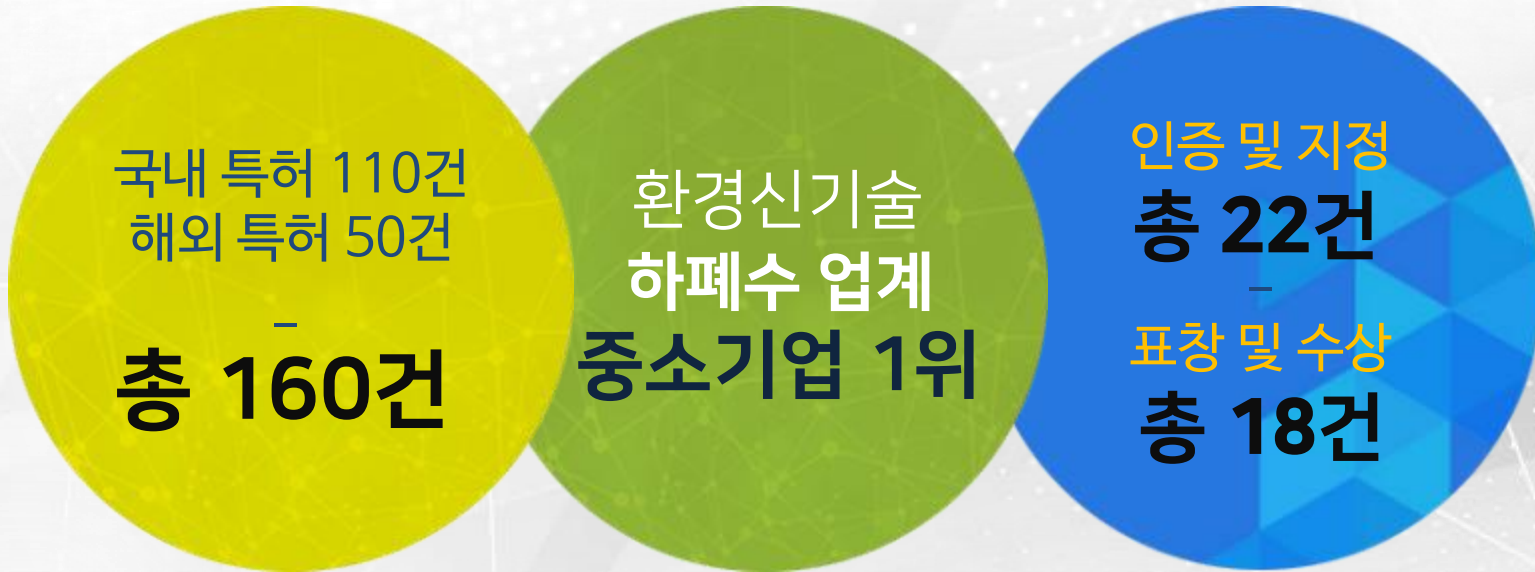 국내 특허 110건
해외 특허 50건
–
총 160건
환경신기술
하폐수 업계
중소기업 1위
인증 및 지정
총 22건
–
표창 및 수상
총 18건